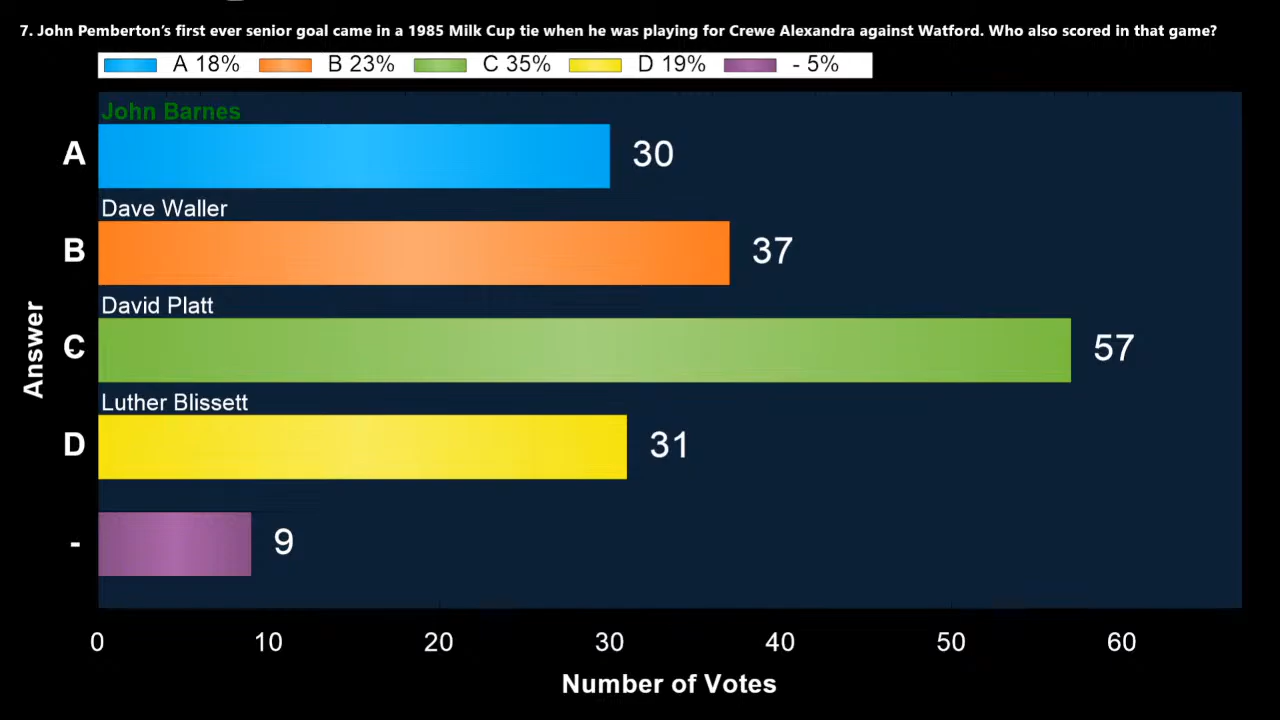 7. John Pemberton’s first ever senior goal came in a 1985 Milk Cup tie when he was playing for Crewe Alexandra against Watford. Who also scored in that game?
A 18% B 23% C 35% D 19% - 5%
John Barnes
A 30
Dave Waller
B 37
David Platt
C 57
Luther Blissett
D 31
- 9
Answer
0 10 20 30 40 50 60
Number of Votes